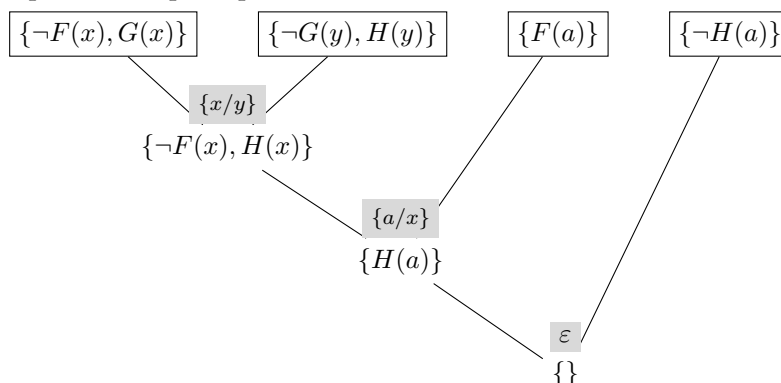 {¬F(x), G(x)} {¬G(y), H(y)} {F(a)} {¬H(a)}
{x/y}
{¬F(x), H(x)}
{a/x}
{H(a)}
ε
{}